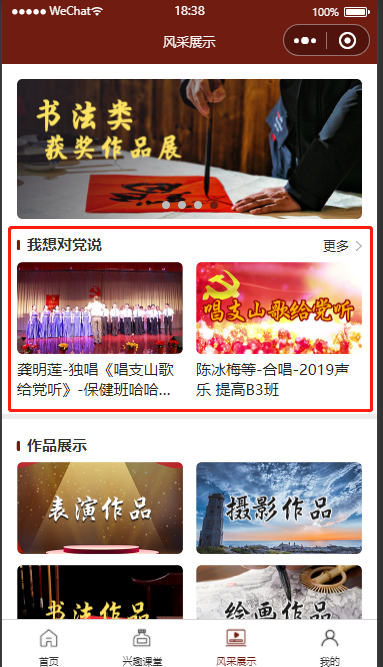 WeChat
18:38
100%
风采展示
书法类
获奖作品展
我想对党说
更多
唱支山歌给党听
龚明莲-独唱《唱支山歌
给党听》-保健班哈哈...
陈冰梅等-合唱-2019声
乐 提高B3班
作品展示
表演作品
摄影作品
书法作品
绘画作品
首页
兴趣课堂
风采展示
我的